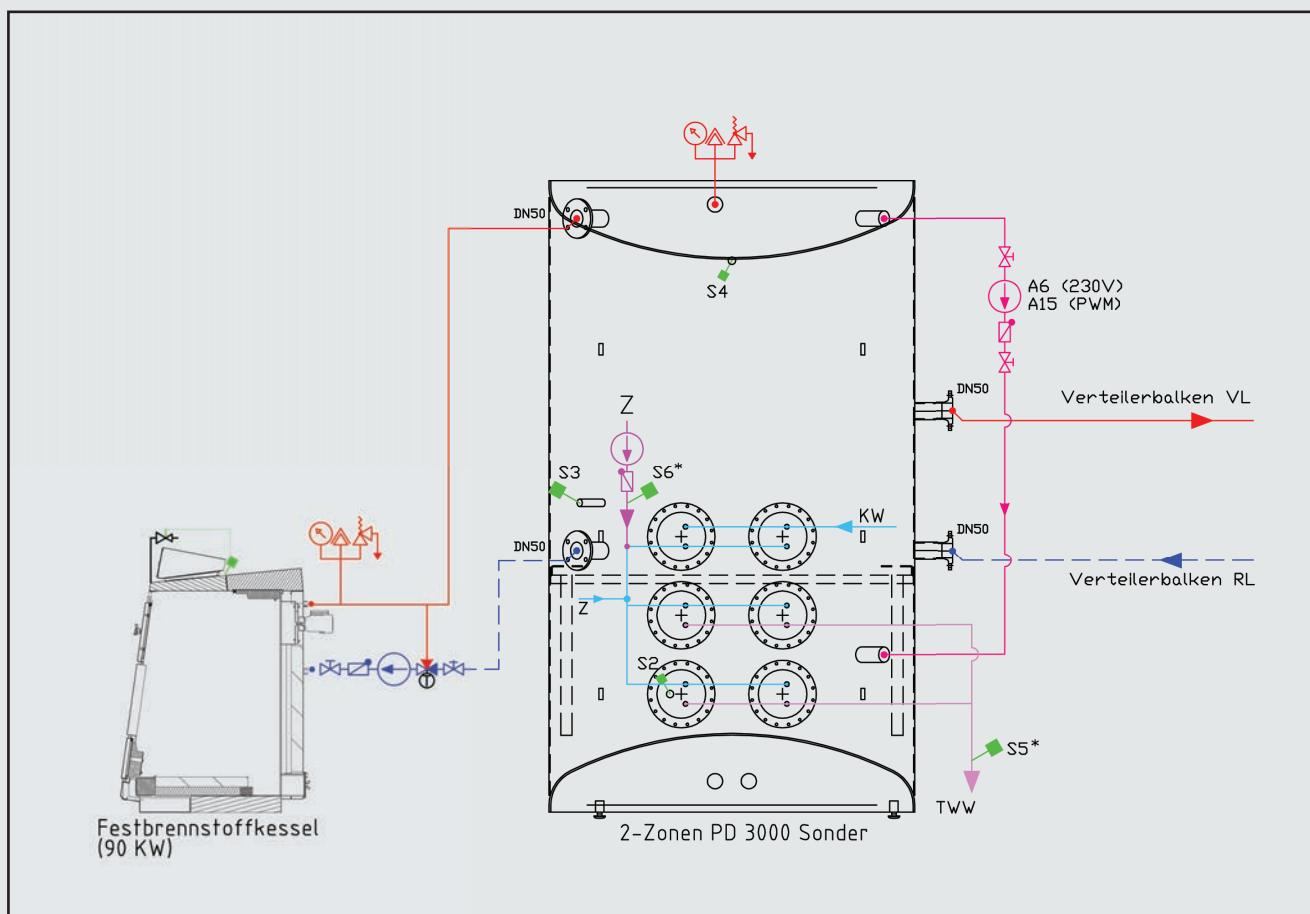 DN50
S4
A6 (230V)
A15 (PWM)
DN50
Verteilerbalken VL
Z
S3
S6*
KW
DN50
DN50
Verteilerbalken RL
Z
S2
S5*
TWW
T
Festbrennstoffkessel
(90 KW)
2-Zonen PD 3000 Sonder